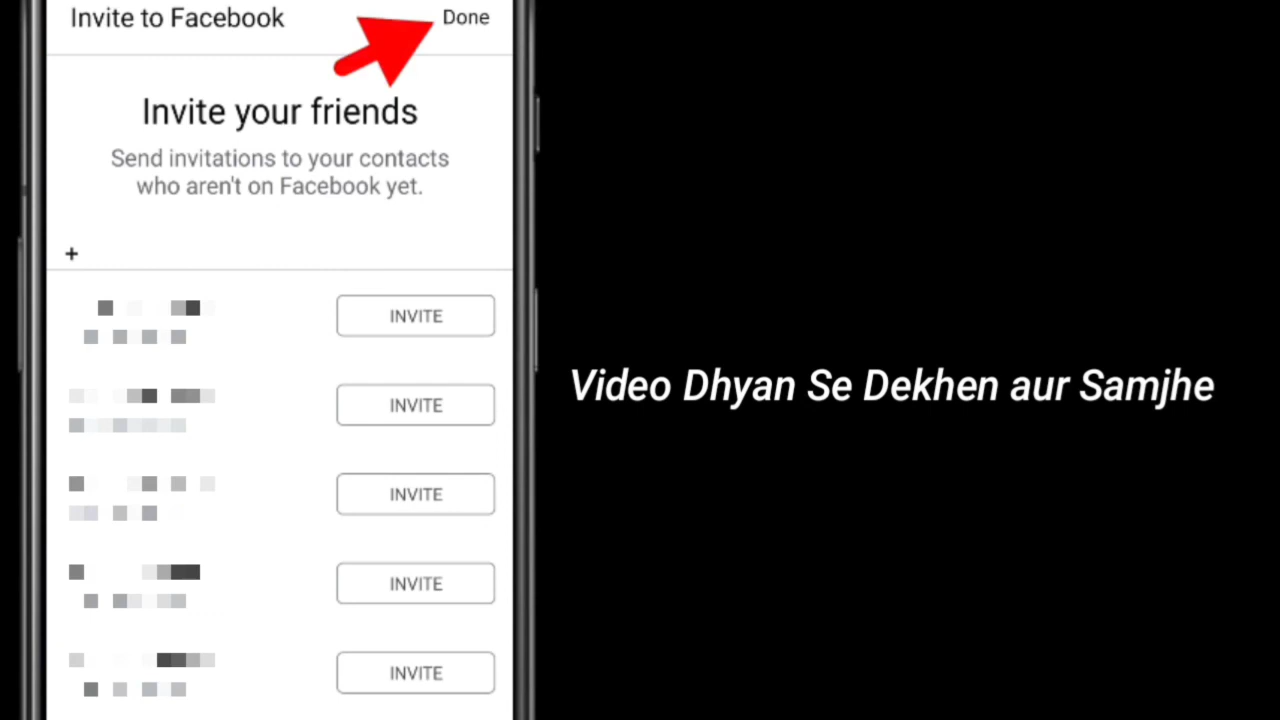 Invite to Facebook
Done
Invite your friends
Send invitations to your contacts
who aren't on Facebook yet.
+
INVITE
INVITE
INVITE
INVITE
INVITE
Video Dhyan Se Dekhen aur Samjhe